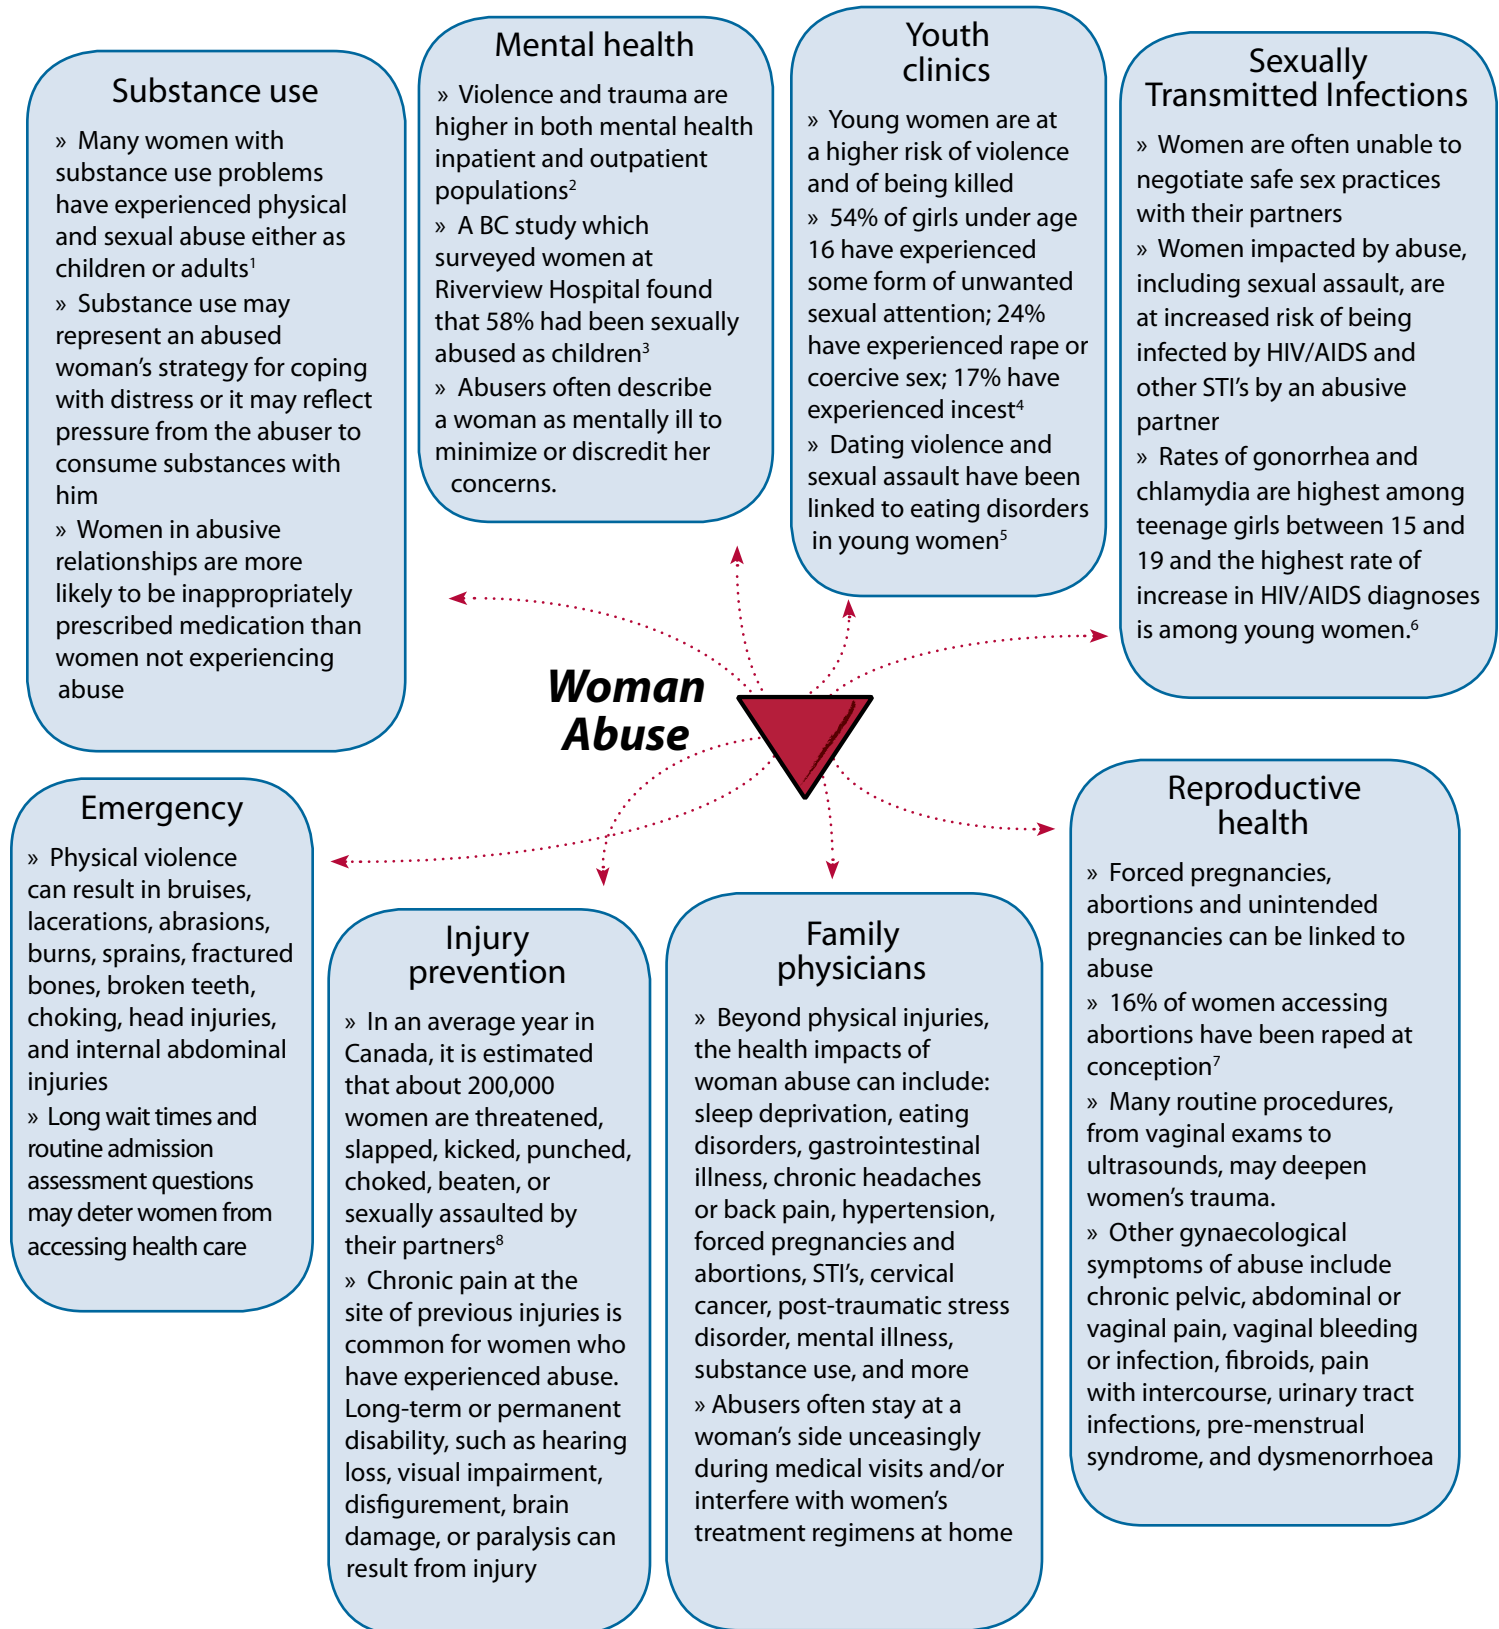 Substance use
» Many women with
substance use problems
have experienced physical
and sexual abuse either as
children or adults1
» Substance use may
represent an abused
woman’s strategy for coping
with distress or it may reflect
pressure from the abuser to
consume substances with
him
» Women in abusive
relationships are more
likely to be inappropriately
prescribed medication than
women not experiencing
abuse
Mental health
» Violence and trauma are
higher in both mental health
inpatient and outpatient
populations2
» A BC study which
surveyed women at
Riverview Hospital found
that 58% had been sexually
abused as children3
» Abusers often describe
a woman as mentally ill to
minimize or discredit her
concerns.
Youth
clinics
» Young women are at
a higher risk of violence
and of being killed
» 54% of girls under age
16 have experienced
some form of unwanted
sexual attention; 24%
have experienced rape or
coercive sex; 17% have
experienced incest4
» Dating violence and
sexual assault have been
linked to eating disorders
in young women5
Sexually
Transmitted Infections
» Women are often unable to
negotiate safe sex practices
with their partners
» Women impacted by abuse,
including sexual assault, are
at increased risk of being
infected by HIV/AIDS and
other STI’s by an abusive
partner
» Rates of gonorrhea and
chlamydia are highest among
teenage girls between 15 and
19 and the highest rate of
increase in HIV/AIDS diagnoses
is among young women.6
Woman
Abuse
Emergency
» Physical violence
can result in bruises,
lacerations, abrasions,
burns, sprains, fractured
bones, broken teeth,
choking, head injuries,
and internal abdominal
injuries
» Long wait times and
routine admission
assessment questions
may deter women from
accessing health care
Injury
prevention
» In an average year in
Canada, it is estimated
that about 200,000
women are threatened,
slapped, kicked, punched,
choked, beaten, or
sexually assaulted by
their partners8
» Chronic pain at the
site of previous injuries is
common for women who
have experienced abuse.
Long-term or permanent
disability, such as hearing
loss, visual impairment,
disfigurement, brain
damage, or paralysis can
result from injury
Family
physicians
» Beyond physical injuries,
the health impacts of
woman abuse can include:
sleep deprivation, eating
disorders, gastrointestinal
illness, chronic headaches
or back pain, hypertension,
forced pregnancies and
abortions, STI’s, cervical
cancer, post-traumatic stress
disorder, mental illness,
substance use, and more
» Abusers often stay at a
woman’s side unceasingly
during medical visits and/or
interfere with women’s
treatment regimens at home
Reproductive
health
» Forced pregnancies,
abortions and unintended
pregnancies can be linked to
abuse
» 16% of women accessing
abortions have been raped at
conception7
» Many routine procedures,
from vaginal exams to
ultrasounds, may deepen
women’s trauma.
» Other gynaecological
symptoms of abuse include
chronic pelvic, abdominal or
vaginal pain, vaginal bleeding
or infection, fibroids, pain
with intercourse, urinary tract
infections, pre-menstrual
syndrome, and dysmenorrhoea